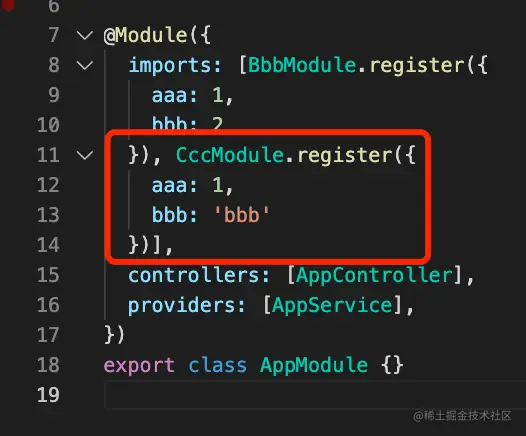 6
7 @Module({
8   imports: [BbbModule.register({
9     aaa: 1,
10     bbb: 2
11   }), CccModule.register({
12     aaa: 1,
13     bbb: 'bbb'
14   })],
15   controllers: [AppController],
16   providers: [AppService],
17 })
18 export class AppModule {}
19
@稀土掘金技术社区